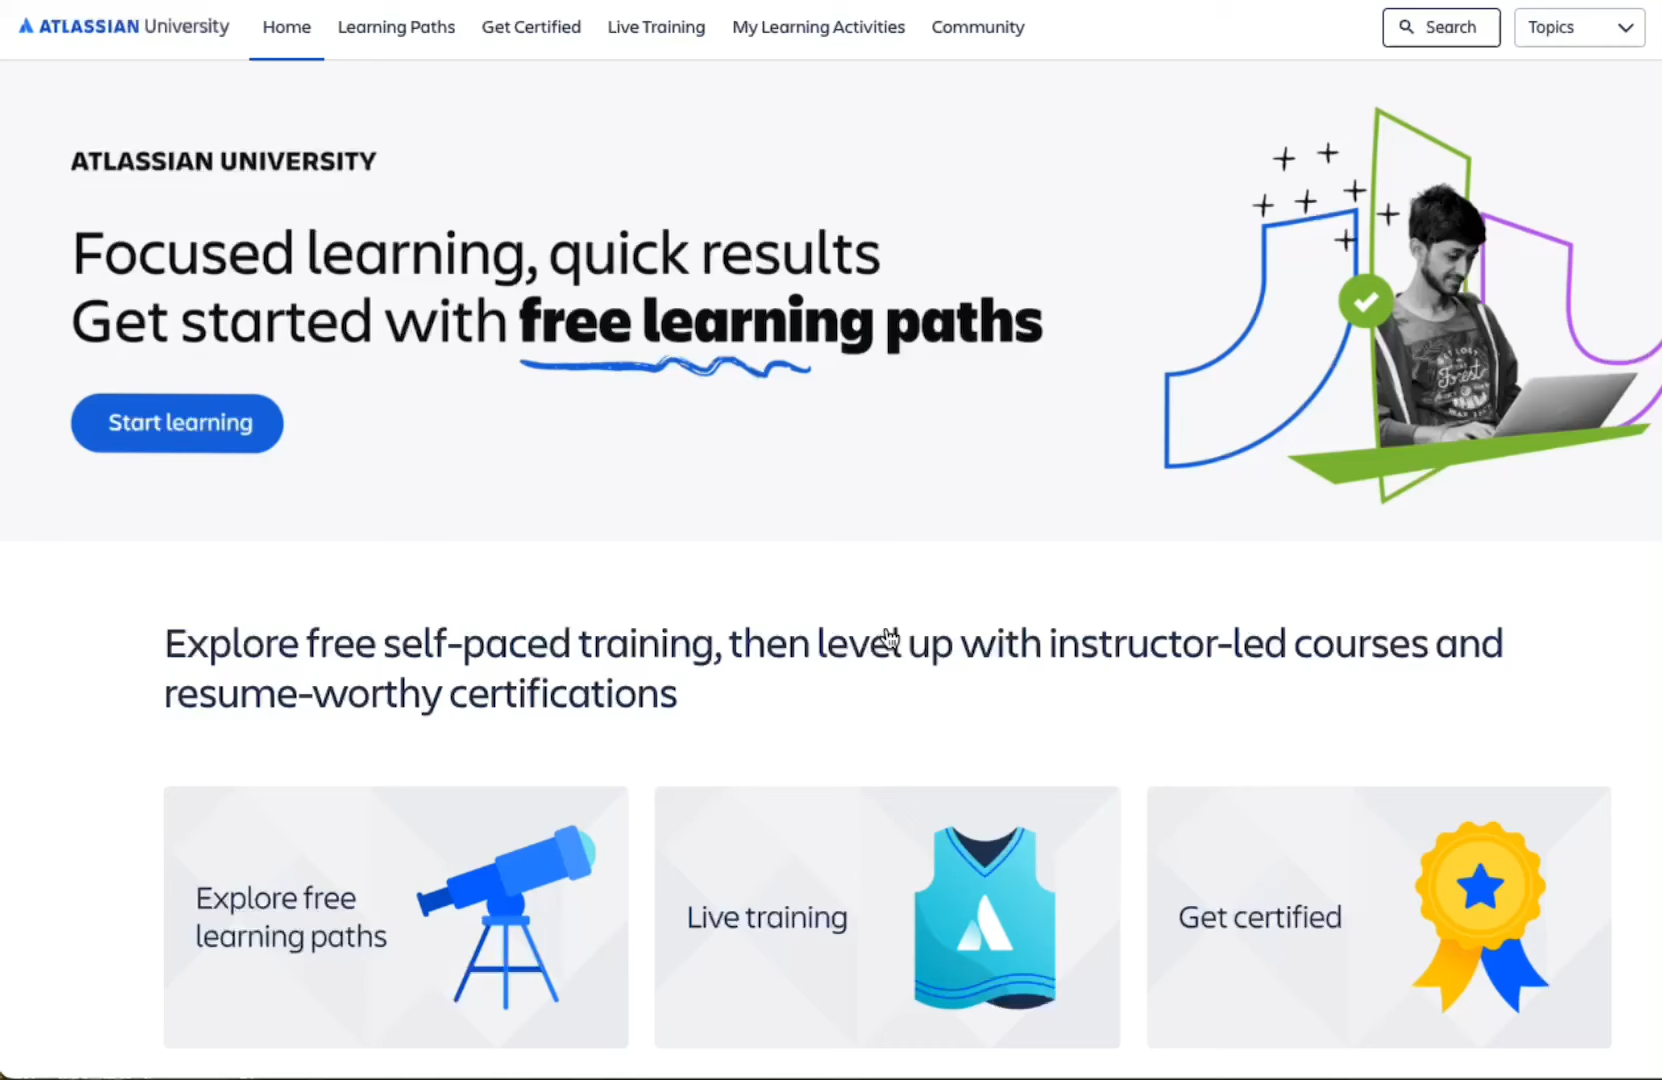 ATLASSIAN University
Home
Learning Paths
Get Certified
Live Training
My Learning Activities
Community
Search
Topics
ATLASSIAN UNIVERSITY
Focused learning, quick results
Get started with free learning paths
Start learning
Forest
Explore free self-paced training, then level up with instructor-led courses and
resume-worthy certifications
Explore free
learning paths
Live training
Get certified